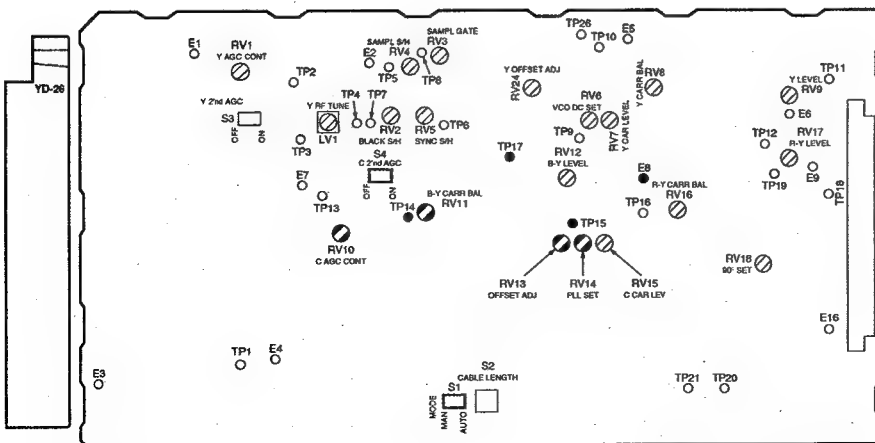 SAMPL GATE
TP26
E5
E1
RV1
SAMPL S/H
RV3
TP10
Y AGC CONT
E2
RV4
TP5
TP8
TP2
Y OFFSET ADJ
RV24
Y CARR BAL
RV8
TP11
Y LEVEL
RV9
YD-26
Y 2'nd AGC
S3
OFF
ON
Y RF TUNE
LV1
TP4
TP7
RV2
BLACK S/H
RV5
SYNC S/H
TP6
RV6
VCO DC SET
RV7
Y CAR LEVEL
TP9
E6
TP12
RV17
R-Y LEVEL
TP3
S4
C 2'nd AGC
OFF
ON
TP17
RV12
B-Y LEVEL
E8
TP19
E9
TP18
E7
TP13
B-Y CARR BAL
RV11
TP14
R-Y CARR BAL
RV16
TP16
TP15
RV10
C AGC CONT
RV13
OFFSET ADJ
RV14
PLL SET
RV15
C CAR LEV
RV18
90° SET
E16
TP1
E4
E3
S2
CABLE LENGTH
S1
MODE
MAN
AUTO
TP21
TP20